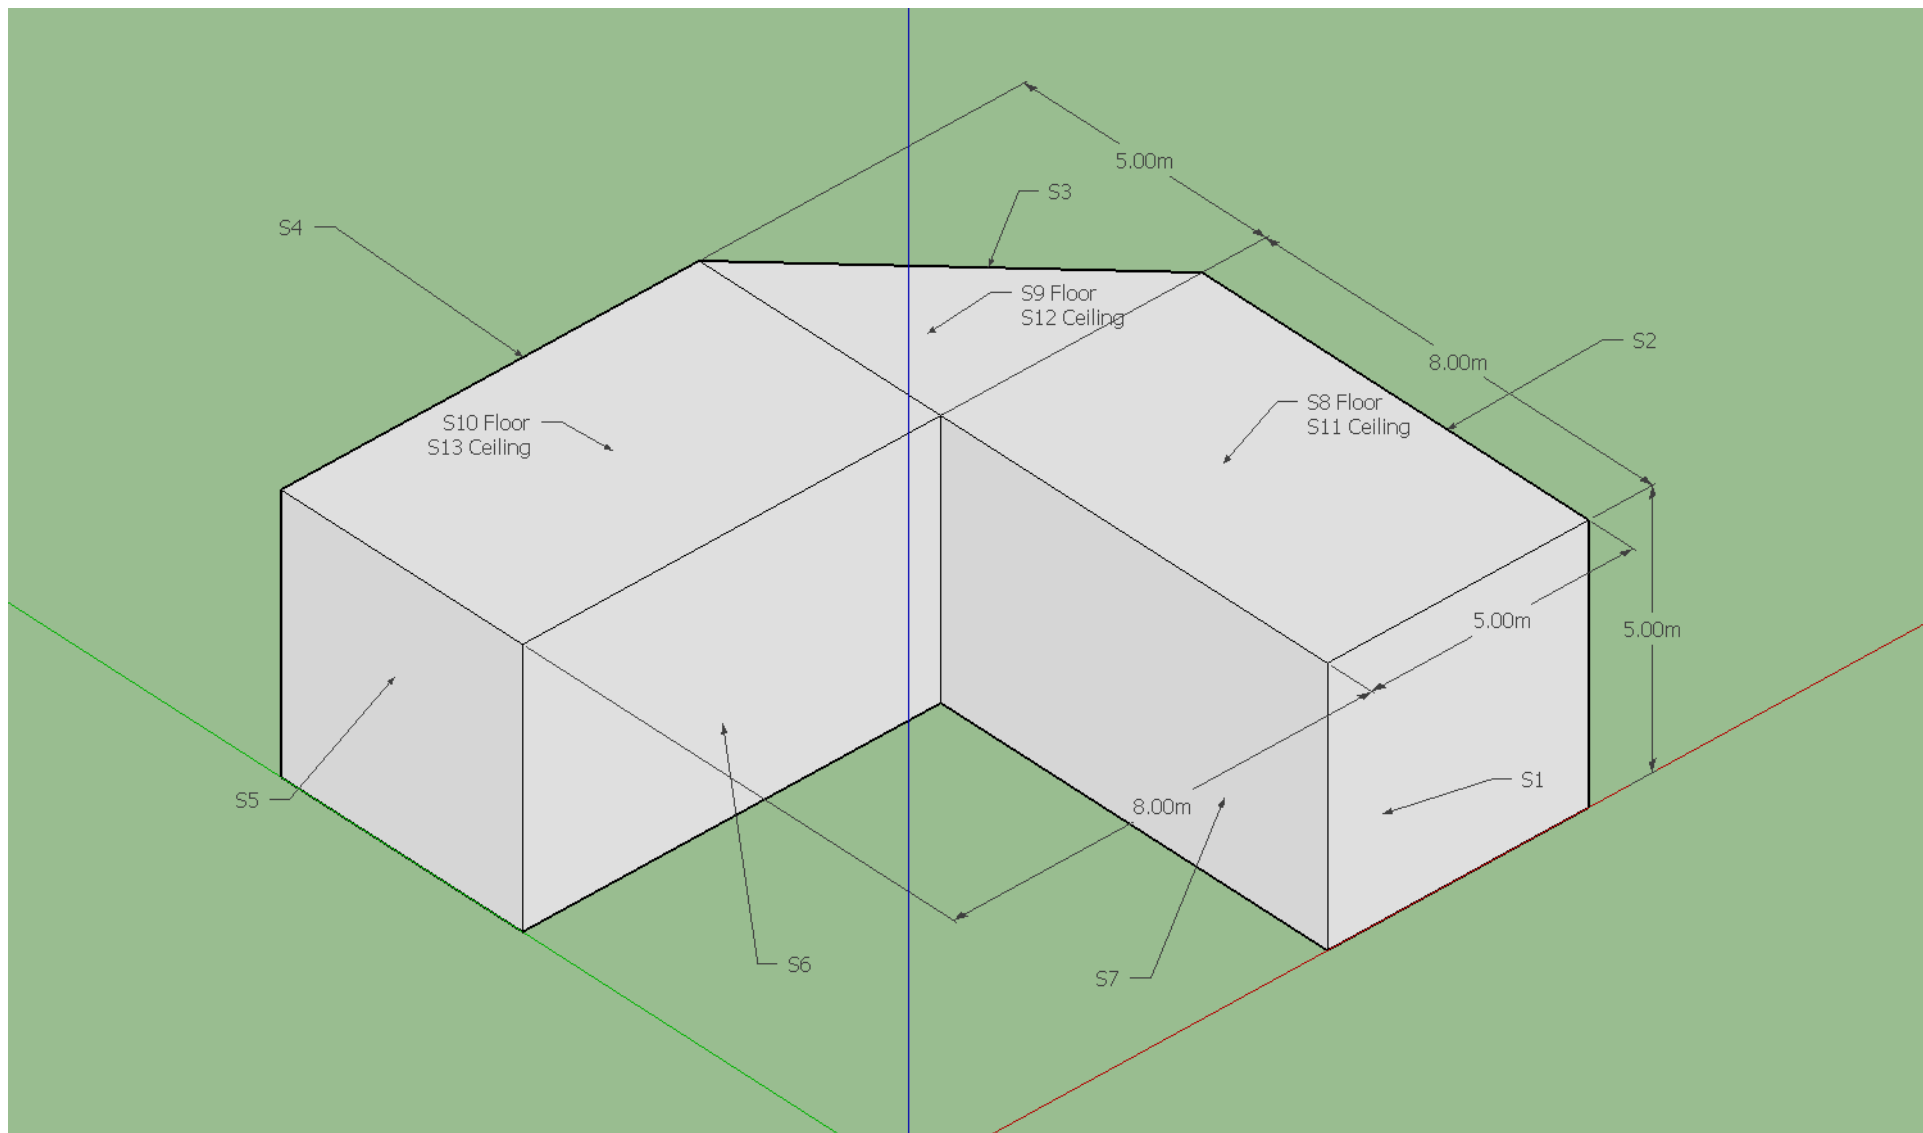 5.00m
S3
S4
S9 Floor
S12 Ceiling
8.00m
S2
S10 Floor
S13 Ceiling
S8 Floor
S11 Ceiling
5.00m
5.00m
S5
8.00m
S1
S6
S7